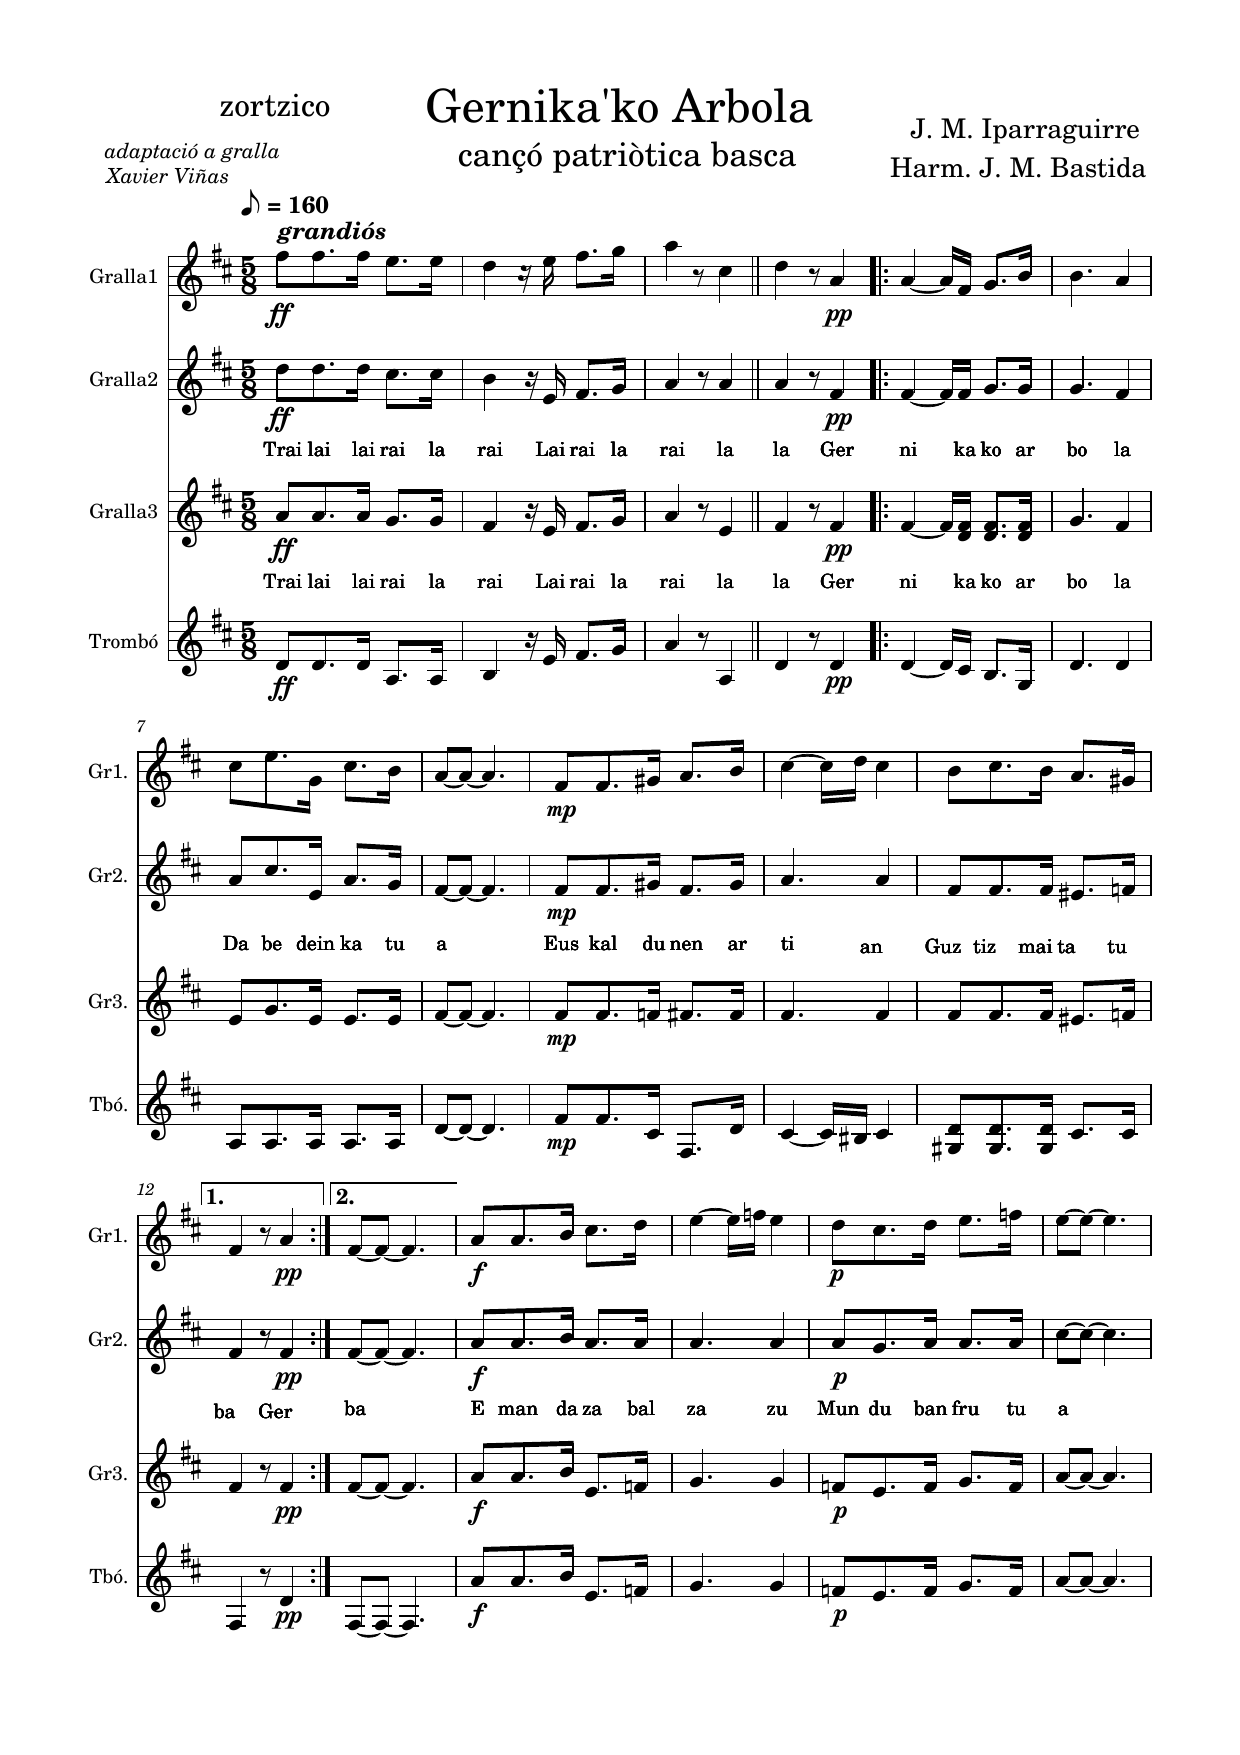 zortzico
Gernika'ko Arbola
cançó patriòtica basca
J. M. Iparraguirre
Harm. J. M. Bastida
adaptació a gralla
Xavier Viñas
= 160
grandiós
Gralla1
ff
pp
Gralla2
ff
pp
Trai lai lai rai la rai Lai rai la rai la la Ger ni ka ko ar bo la
Gralla3
ff
pp
Trai lai lai rai la rai Lai rai la rai la la Ger ni ka ko ar bo la
Trombó
ff
pp
7
Gr1.
mp
Gr2.
mp
Da be dein ka tu a Eus kal du nen ar ti an Guz tiz mai ta tu
Gr3.
mp
Tbó.
mp
12
1.
2.
Gr1.
pp
f
p
Gr2.
pp
f
p
ba Ger ba E man da za bal za zu Mun du ban fru tu a
Gr3.
pp
f
p
Tbó.
pp
f
p